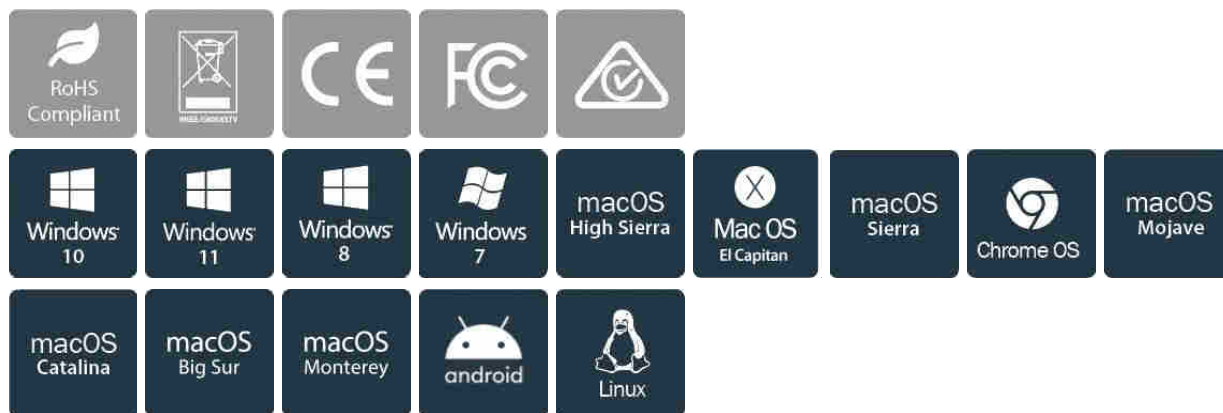 RoHS
Compliant
CE
FC
Windows
10
Windows
11
Windows
8
Windows
7
macOS
High Sierra
X
Mac OS
El Capitan
macOS
Sierra
Chrome OS
macOS
Mojave
macOS
Catalina
macOS
Big Sur
macOS
Monterey
android
Linux